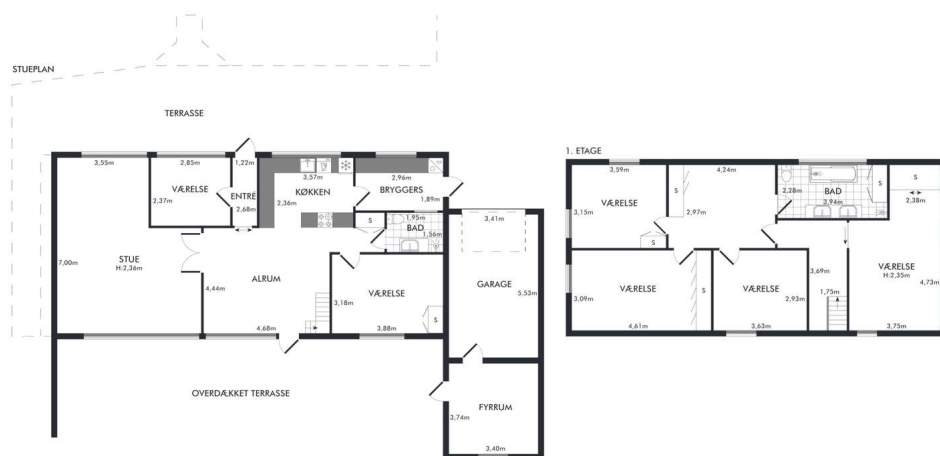 STUEPLAN
TERRASSE
3,55m
2,85m
1,22m
VÆRELSE
2,37m
ENTRÉ
2,68m
3,57m
KØKKEN
2,36m
2,96m
BRYGGERS
1,89m
S
1,95m
BAD
1,56m
7,00m
STUE
H:2,36m
4,44m
ALRUM
4,68m
3,18m
VÆRELSE
3,88m
S
3,41m
GARAGE
5,53m
OVERDÆKKET TERRASSE
3,74m
FYRRUM
3,40m
1. ETAGE
3,59m
VÆRELSE
3,15m
S
S
4,24m
2,97m
2,28m
BAD
3,94m
S
S
2,38m
3,09m
VÆRELSE
4,61m
S
VÆRELSE
2,93m
3,63m
3,69m
1,75m
VÆRELSE
H:2,35m
4,73m
3,75m